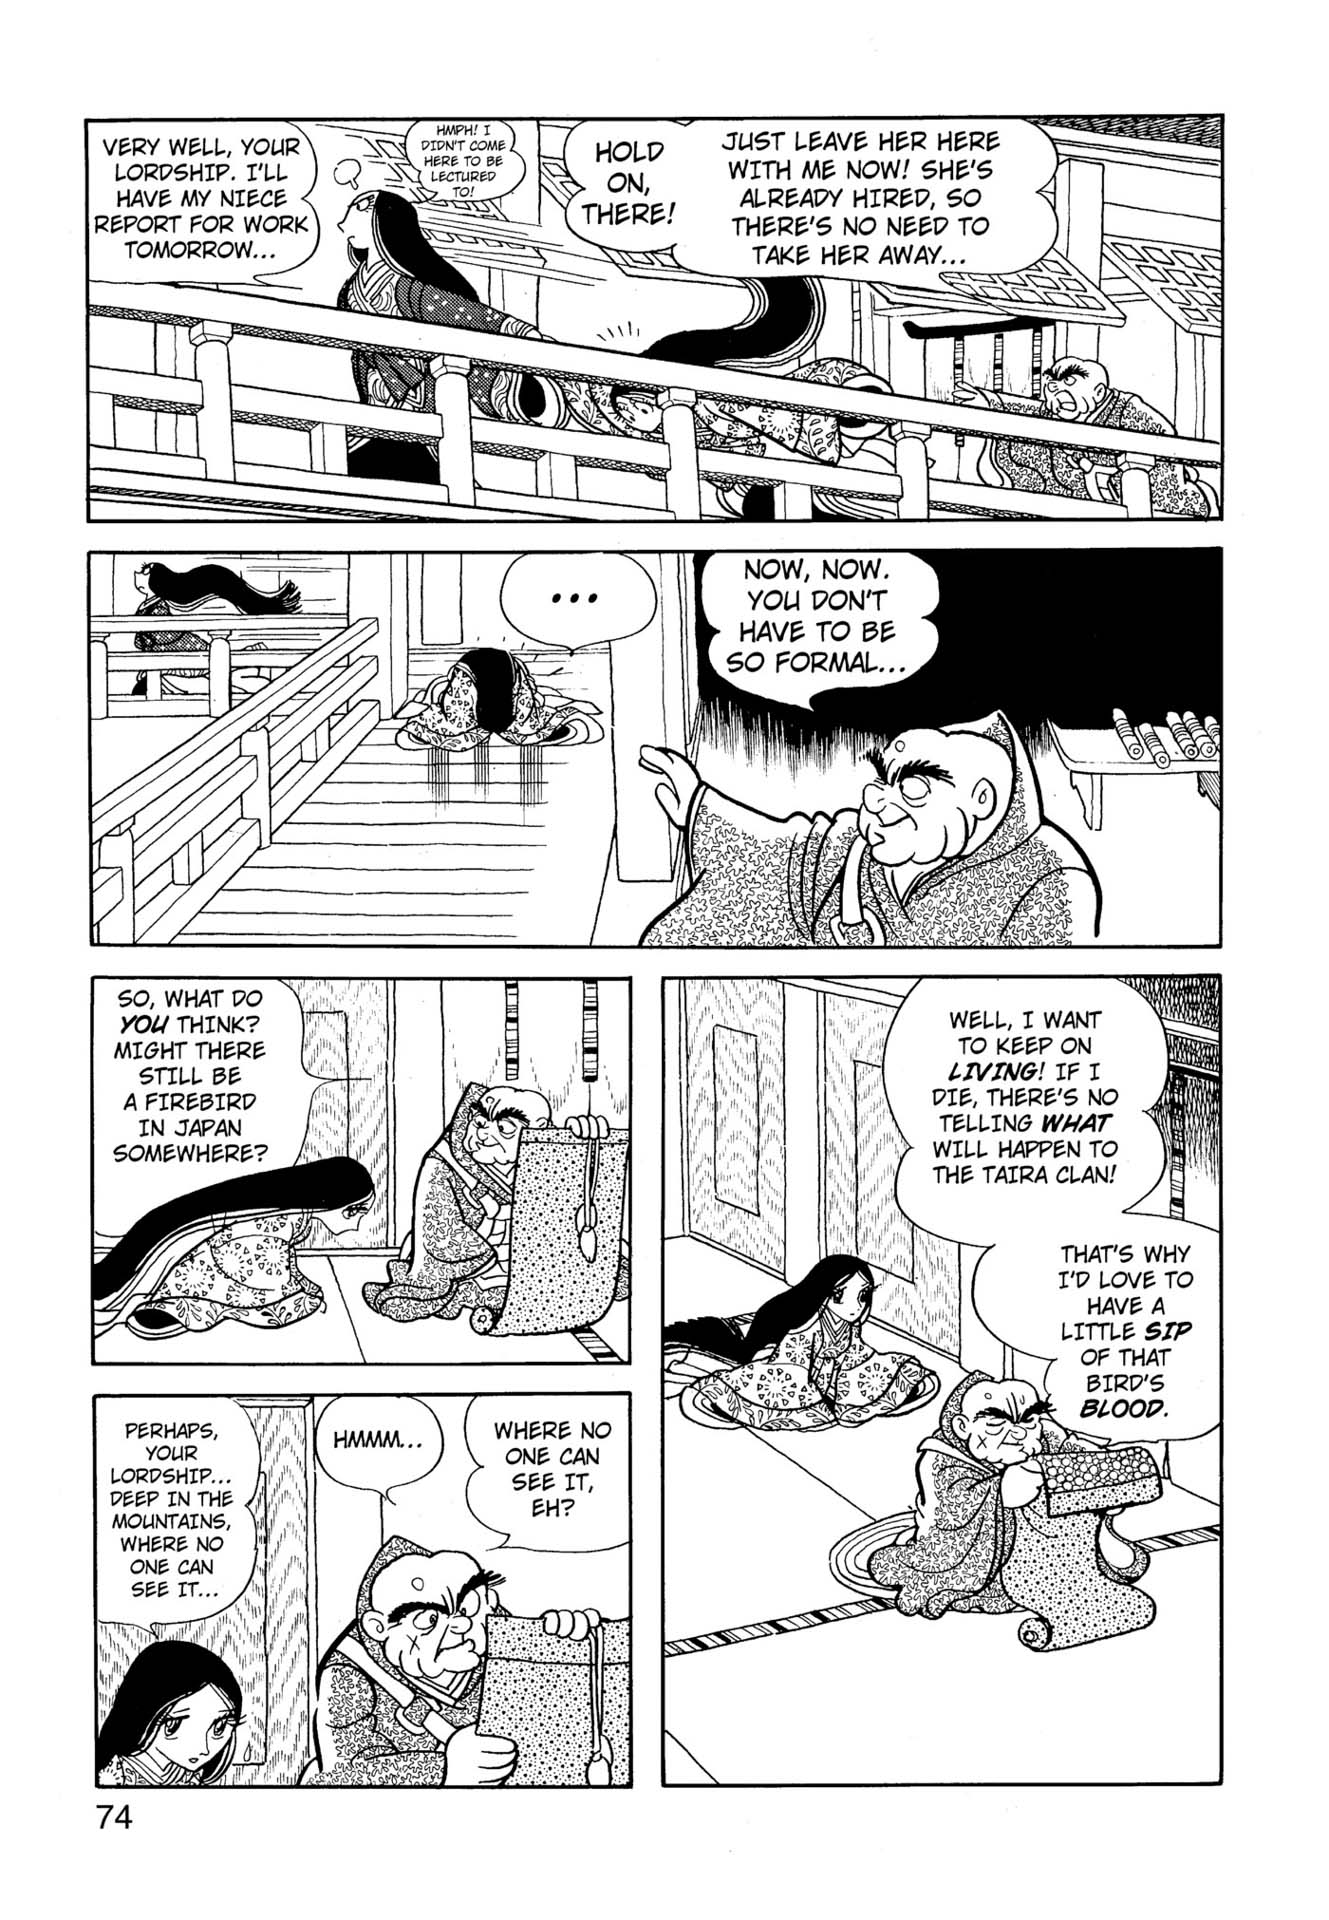 VERY WELL, YOUR
LORDSHIP. I'LL
HAVE MY NIECE
REPORT FOR WORK
TOMORROW...
HMPH! I
DIDN'T COME
HERE TO BE
LECTURED
TO!
HOLD
ON,
THERE!
JUST LEAVE HER HERE
WITH ME NOW! SHE'S
ALREADY HIRED, SO
THERE'S NO NEED TO
TAKE HER AWAY...
...
NOW, NOW.
YOU DON'T
HAVE TO BE
SO FORMAL...
SO, WHAT DO
YOU THINK?
MIGHT THERE
STILL BE
A FIREBIRD
IN JAPAN
SOMEWHERE?
PERHAPS,
YOUR
LORDSHIP...
DEEP IN THE
MOUNTAINS,
WHERE NO
ONE CAN
SEE IT...
HMMM...
WHERE NO
ONE CAN
SEE IT,
EH?
WELL, I WANT
TO KEEP ON
LIVING! IF I
DIE, THERE'S NO
TELLING WHAT
WILL HAPPEN TO
THE TAIRA CLAN!
THAT'S WHY
I'D LOVE TO
HAVE A
LITTLE SIP
OF THAT
BIRD'S
BLOOD.
74